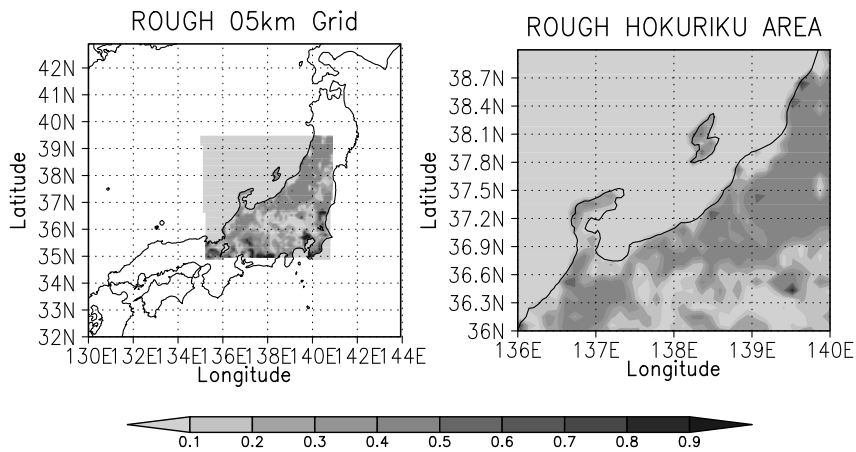 ROUGH 05km Grid
ROUGH HOKURIKU AREA
42N
41N
40N
39N
38N
37N
36N
35N
34N
33N
32N
Latitude
130E 132E 134E 136E 138E 140E 142E 144E
Longitude
38.7N
38.4N
38.1N
37.8N
37.5N
37.2N
36.9N
36.6N
36.3N
36N
Latitude
136E 137E 138E 139E 140E
Longitude
0.1 0.2 0.3 0.4 0.5 0.6 0.7 0.8 0.9